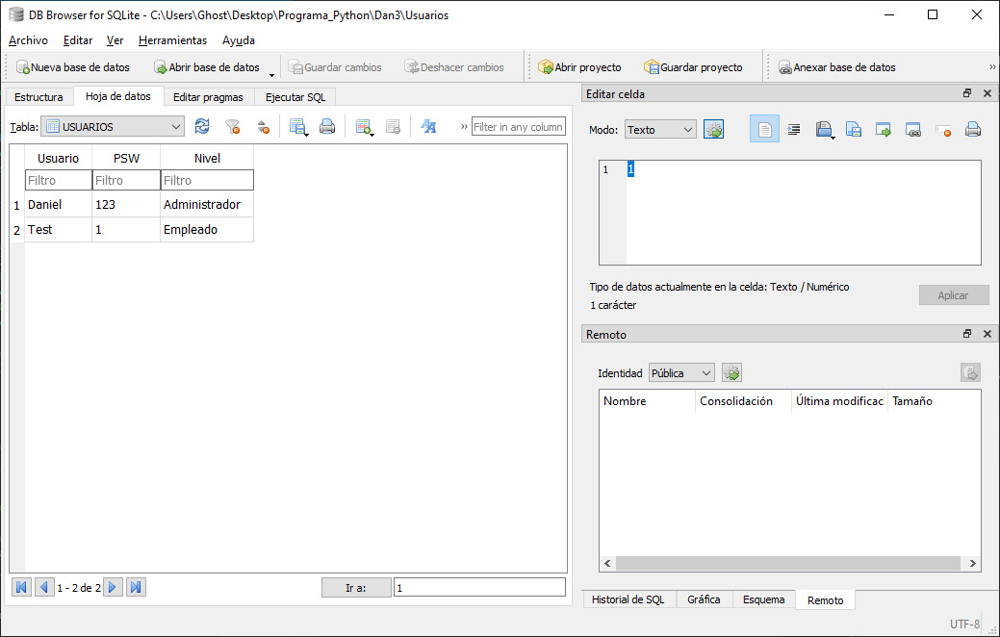 DB Browser for SQLite - C:\Users\Ghost\Desktop\Programa_Python\Dan3\Usuarios
Archivo Editar Ver Herramientas Ayuda
Nueva base de datos Abrir base de datos Guardar cambios Deshacer cambios Abrir proyecto Guardar proyecto Anexar base de datos »
Estructura Hoja de datos Editar pragmas Ejecutar SQL
Tabla: USUARIOS » Filter in any column
Usuario PSW Nivel
Filtro Filtro Filtro
1 Daniel 123 Administrador
2 Test 1 Empleado
1 - 2 de 2 Ir a: 1
Editar celda
Modo: Texto
1 1
Tipo de datos actualmente en la celda: Texto / Numérico
1 carácter
Aplicar
Remoto
Identidad Pública
Nombre Consolidación Última modificac Tamaño
Historial de SQL Gráfica Esquema Remoto
UTF-8